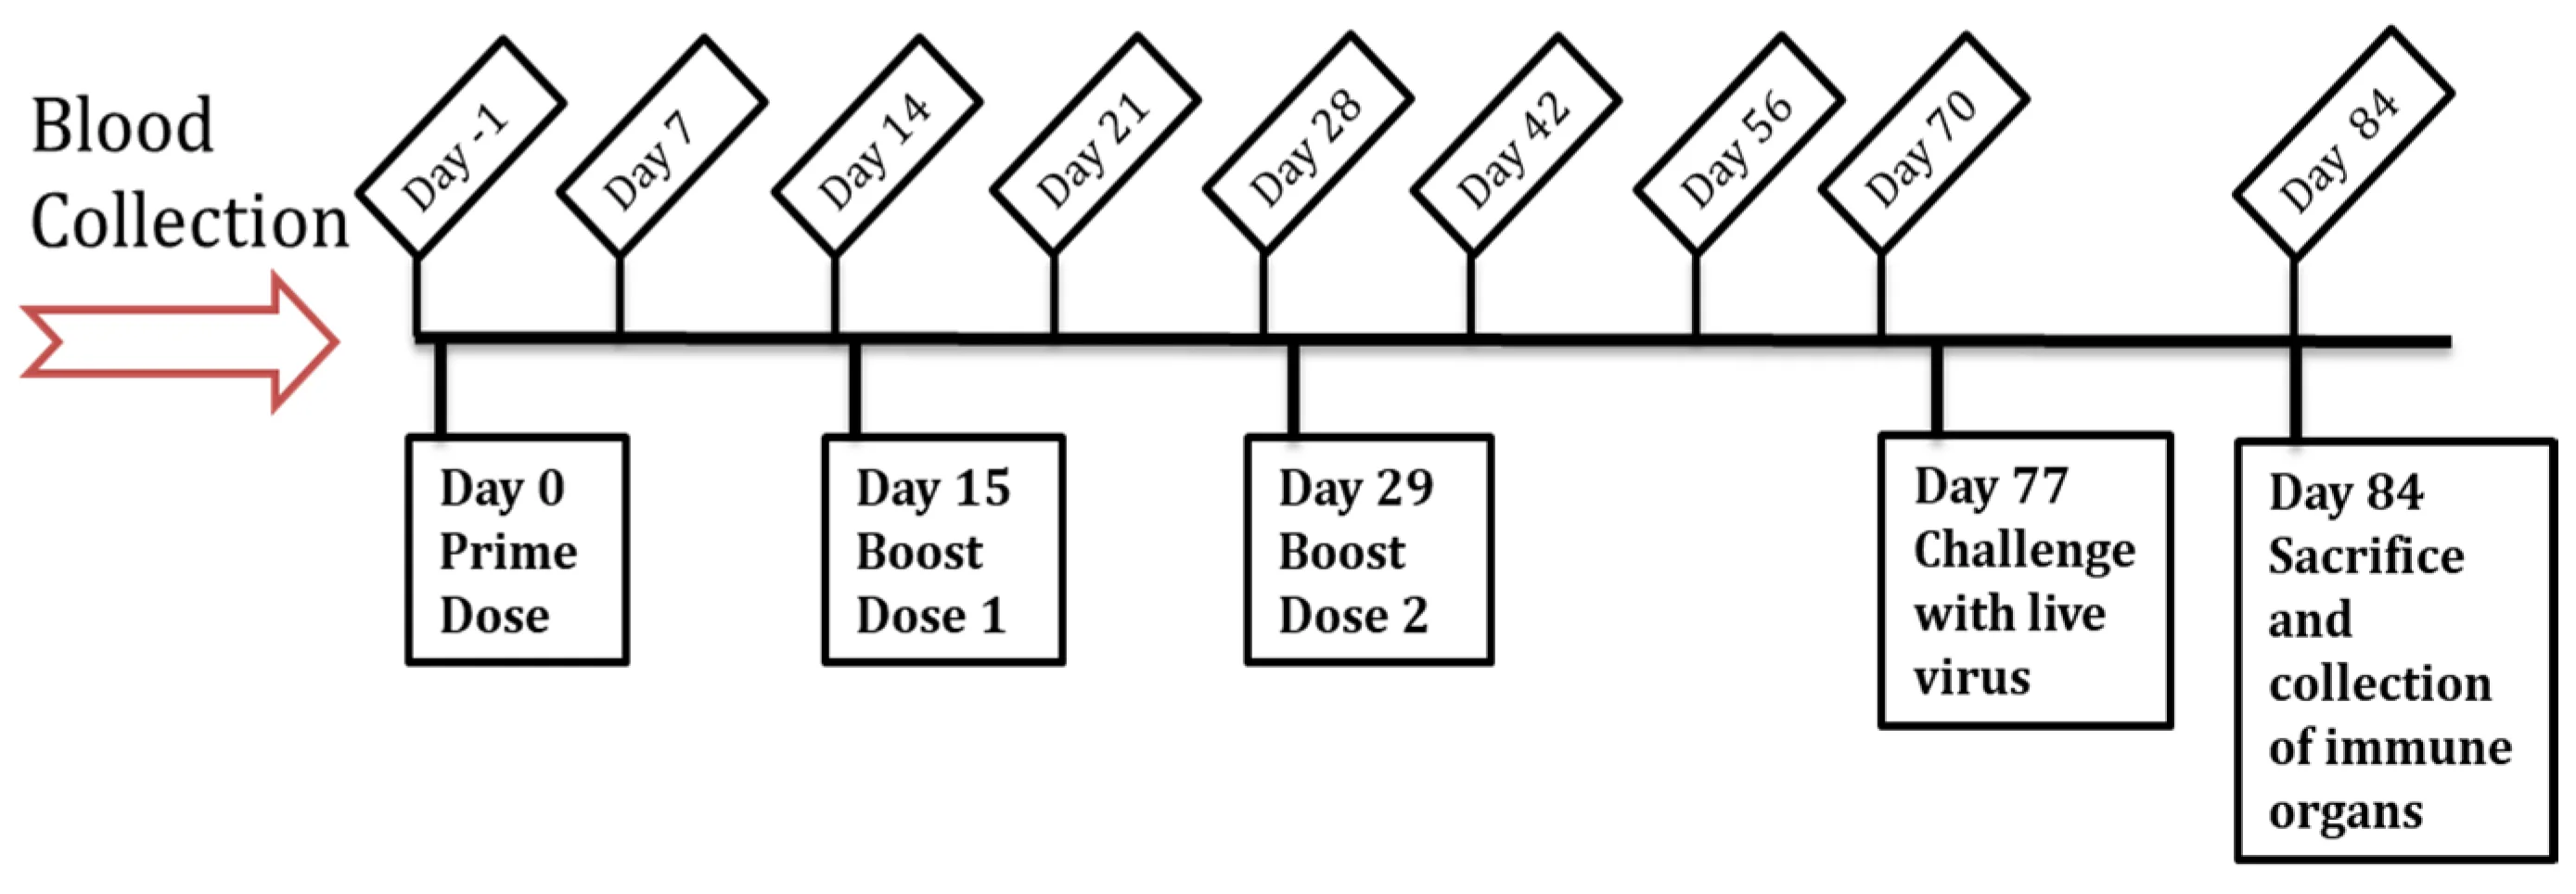 Blood
Collection
Day -1
Day 7
Day 14
Day 21
Day 28
Day 42
Day 56
Day 70
Day 84
Day 0
Prime
Dose
Day 15
Boost
Dose 1
Day 29
Boost
Dose 2
Day 77
Challenge
with live
virus
Day 84
Sacrifice
and
collection
of immune
organs